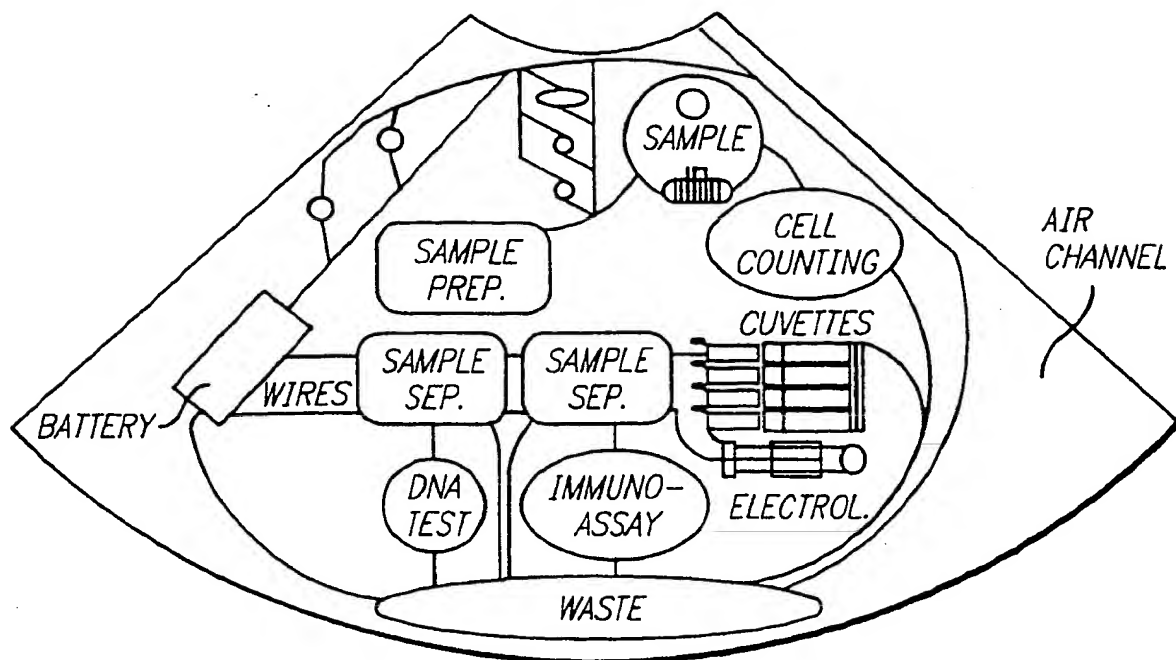 SAMPLE
CELL
COUNTING
AIR
CHANNEL
SAMPLE
PREP.
CUVETTES
SAMPLE
SEP.
SAMPLE
SEP.
WIRES
BATTERY
DNA
TEST
IMMUNO-
ASSAY
ELECTROL.
WASTE